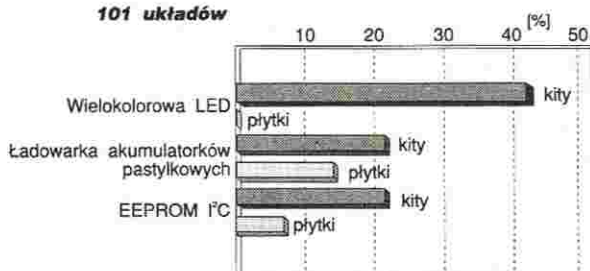 101 układów
[%]
10 20 30 40 50
kity
Wielokolorowa LED
płytki
Ładowarka akumulatorków
pastylkowych
kity
płytki
EEPROM I²C
kity
płytki